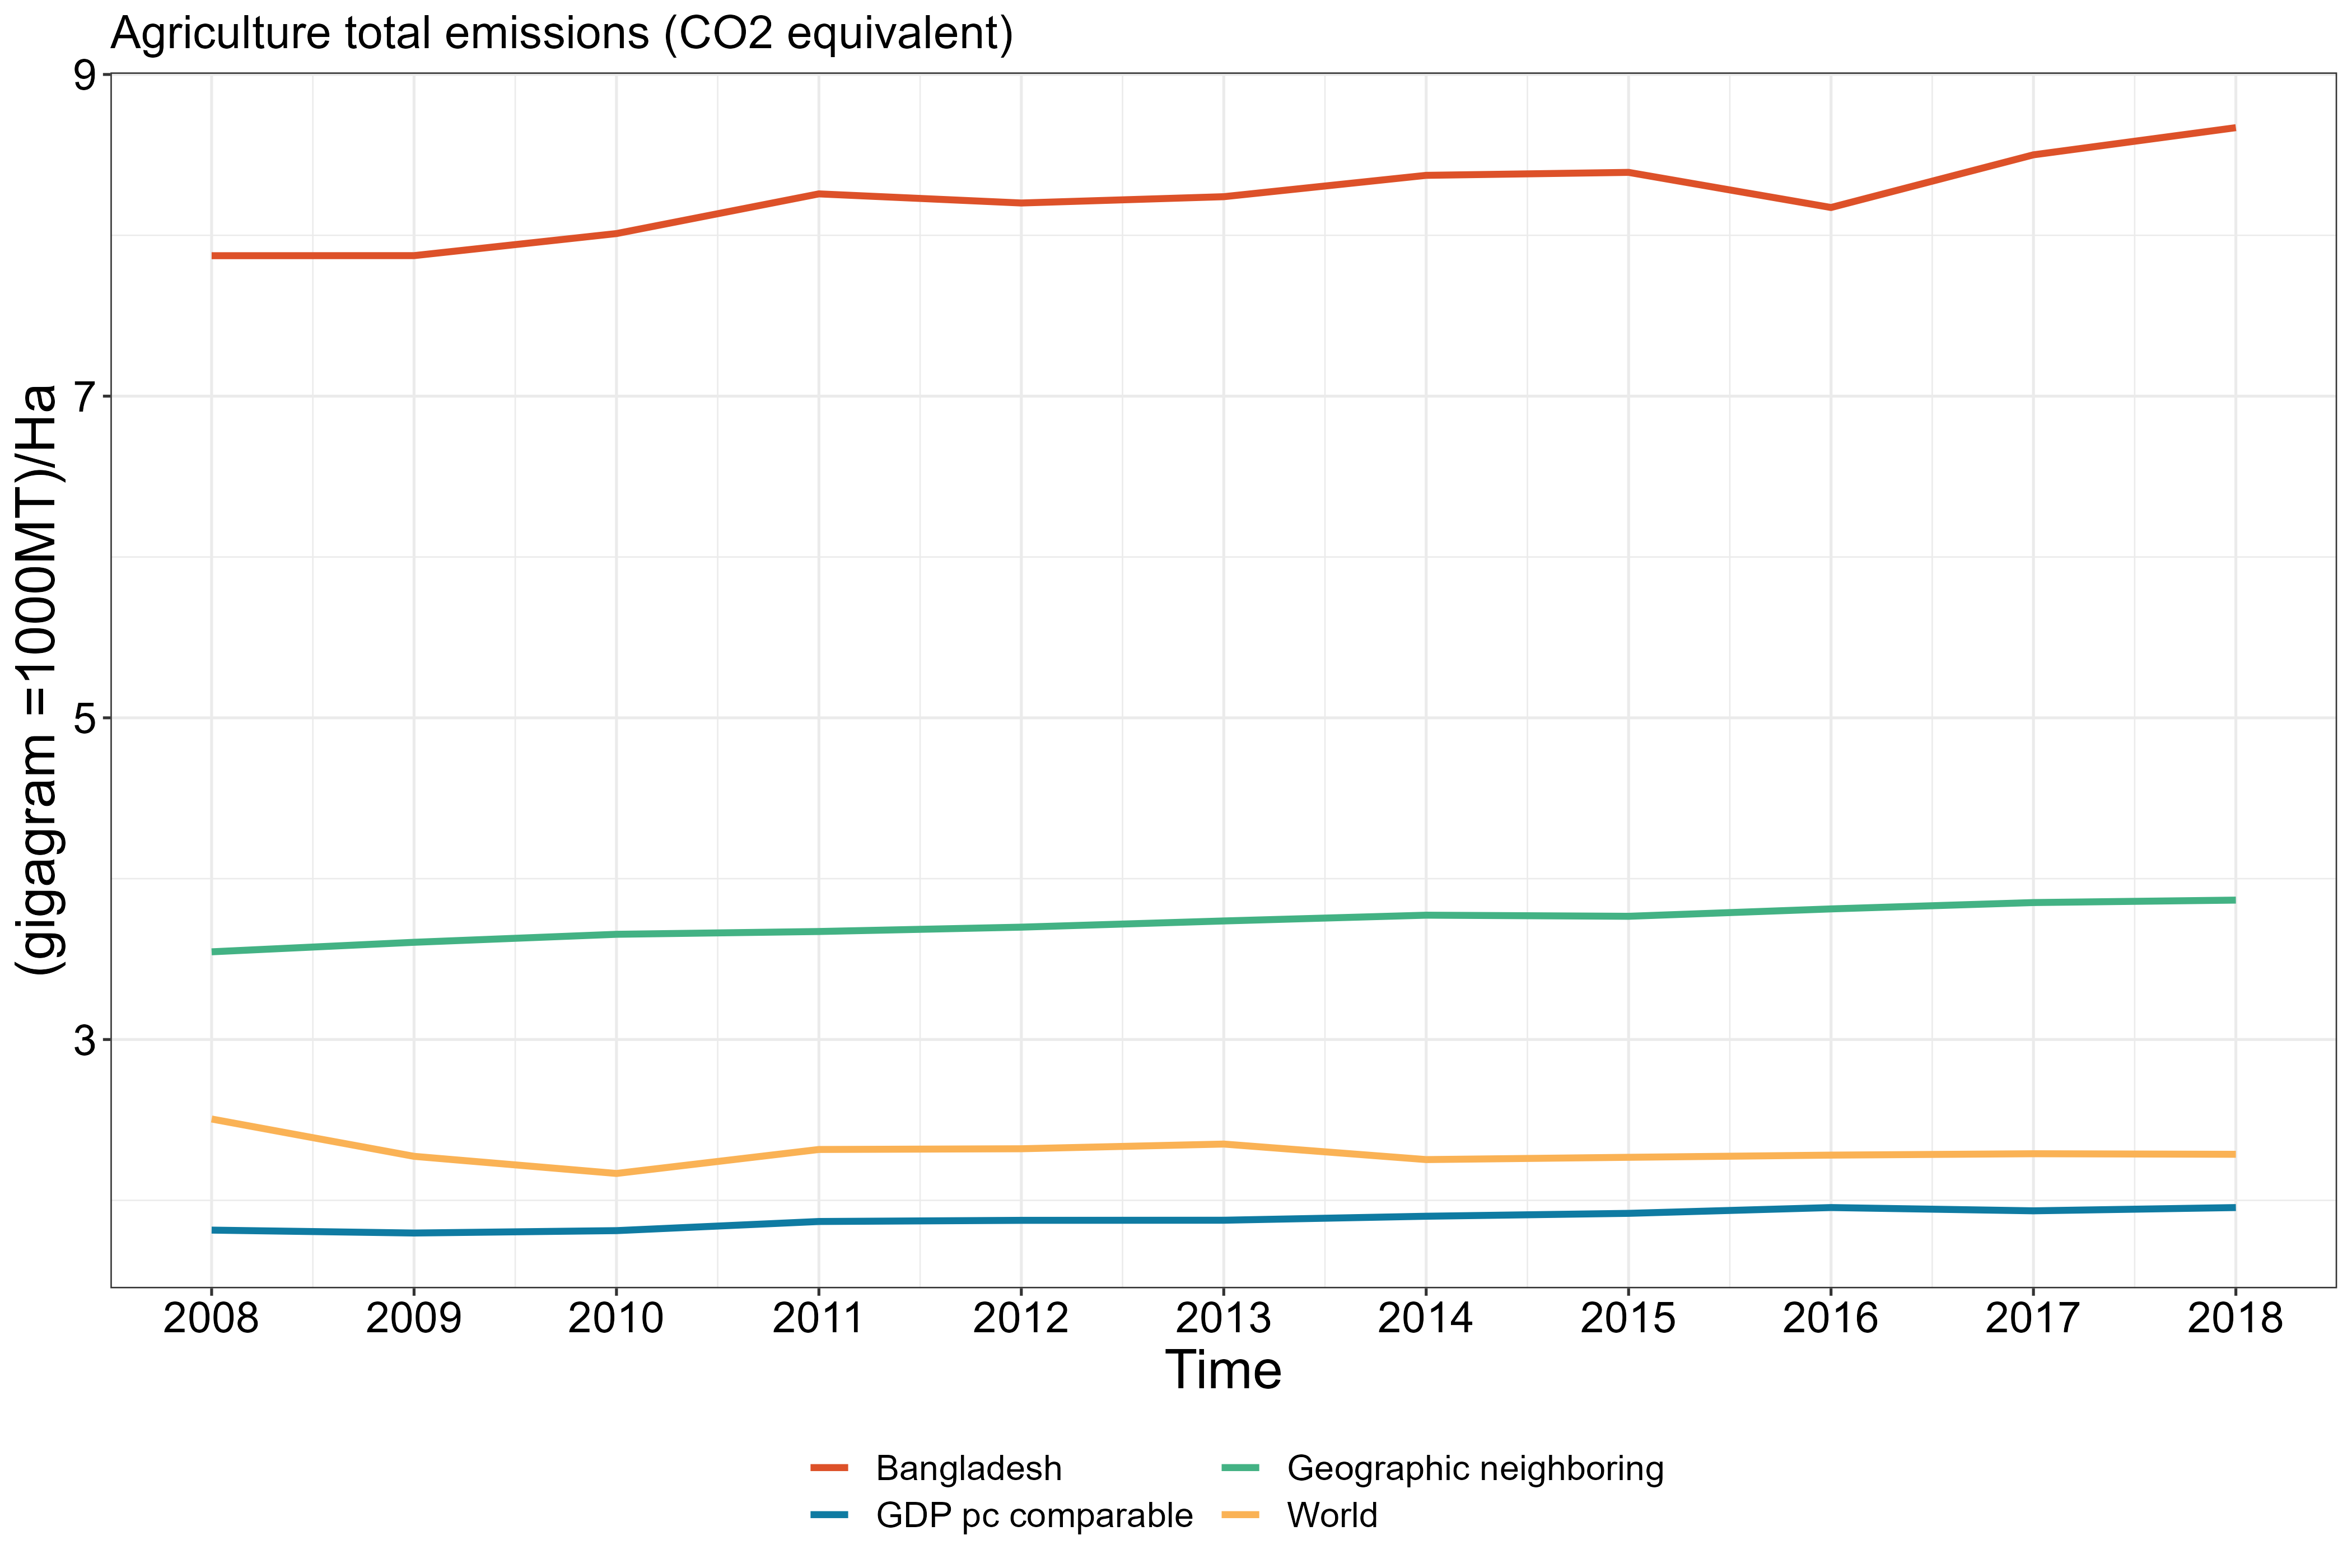 Agriculture total emissions (CO2 equivalent)
9
7
5
3
(gigagram =1000MT)/Ha
2008 2009 2010 2011 2012 2013 2014 2015 2016 2017 2018
Time
Bangladesh Geographic neighboring
GDP pc comparable World